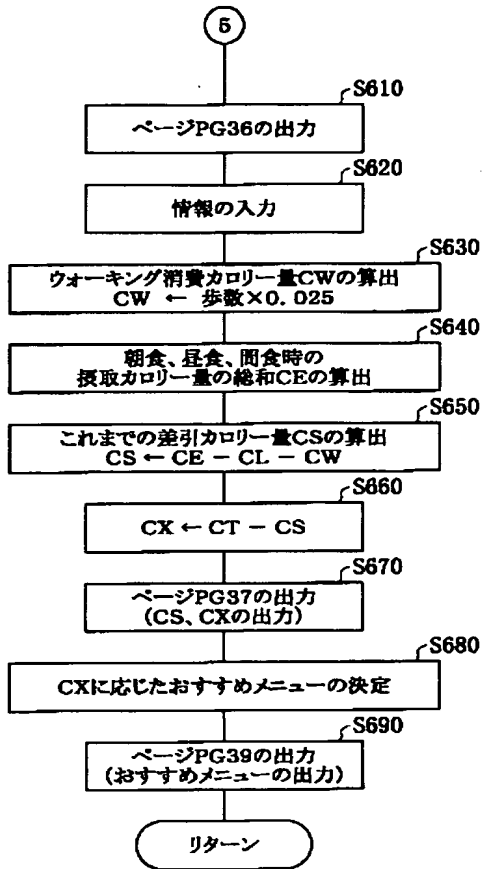 5
S610
ページPG36の出力
S620
情報の入力
S630
ウォーキング消費カロリー量CWの算出
CW ← 歩数×0.025
S640
朝食、昼食、間食時の
摂取カロリー量の総和CEの算出
S650
これまでの差引カロリー量CSの算出
CS ← CE - CL - CW
S660
CX ← CT - CS
S670
ページPG37の出力
(CS、CXの出力)
S680
CXに応じたおすすめメニューの決定
S690
ページPG39の出力
(おすすめメニューの出力)
リターン